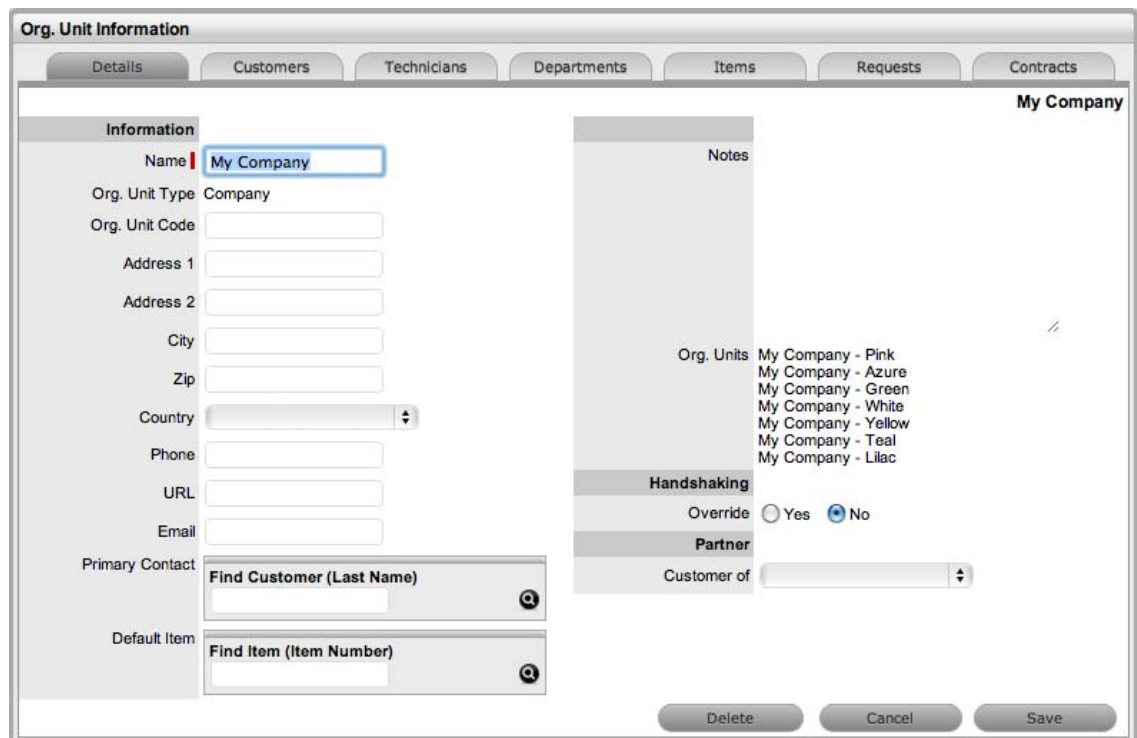 Org. Unit Information
Details Customers Technicians Departments Items Requests Contracts
My Company
Information
Name My Company
Org. Unit Type Company
Org. Unit Code
Address 1
Address 2
City
Zip
Country
Phone
URL
Email
Primary Contact
Find Customer (Last Name)
Default Item
Find Item (Item Number)
Notes
Org. Units My Company - Pink
My Company - Azure
My Company - Green
My Company - White
My Company - Yellow
My Company - Teal
My Company - Lilac
Handshaking
Override Yes No
Partner
Customer of
Delete Cancel Save